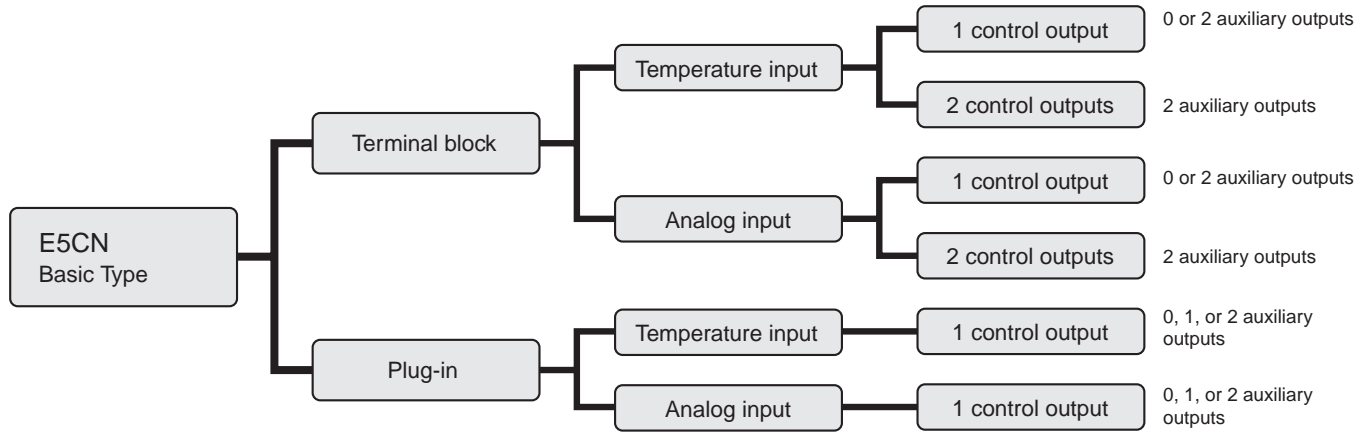 E5CN
Basic Type
Terminal block
Temperature input
1 control output
0 or 2 auxiliary outputs
2 control outputs
2 auxiliary outputs
Analog input
1 control output
0 or 2 auxiliary outputs
2 control outputs
2 auxiliary outputs
Plug-in
Temperature input
1 control output
0, 1, or 2 auxiliary
outputs
Analog input
1 control output
0, 1, or 2 auxiliary
outputs